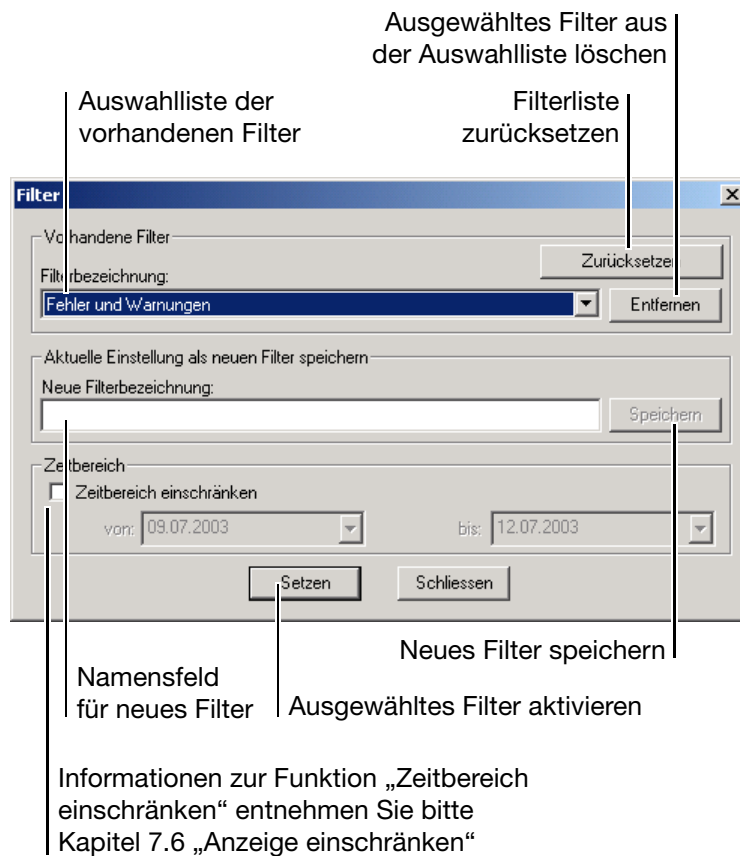 Ausgewähltes Filter aus
der Auswahlliste löschen
Auswahlliste der
vorhandenen Filter
Filterliste
zurücksetzen
Filter
Vorhandene Filter
Zurücksetzen
Filterbezeichnung:
Fehler und Warnungen
Entfernen
Aktuelle Einstellung als neuen Filter speichern
Neue Filterbezeichnung:
Speichern
Zeitbereich
Zeitbereich einschränken
von: 09.07.2003
bis: 12.07.2003
Setzen
Schliessen
Neues Filter speichern
Namensfeld
für neues Filter
Ausgewähltes Filter aktivieren
Informationen zur Funktion „Zeitbereich
einschränken“ entnehmen Sie bitte
Kapitel 7.6 „Anzeige einschränken“